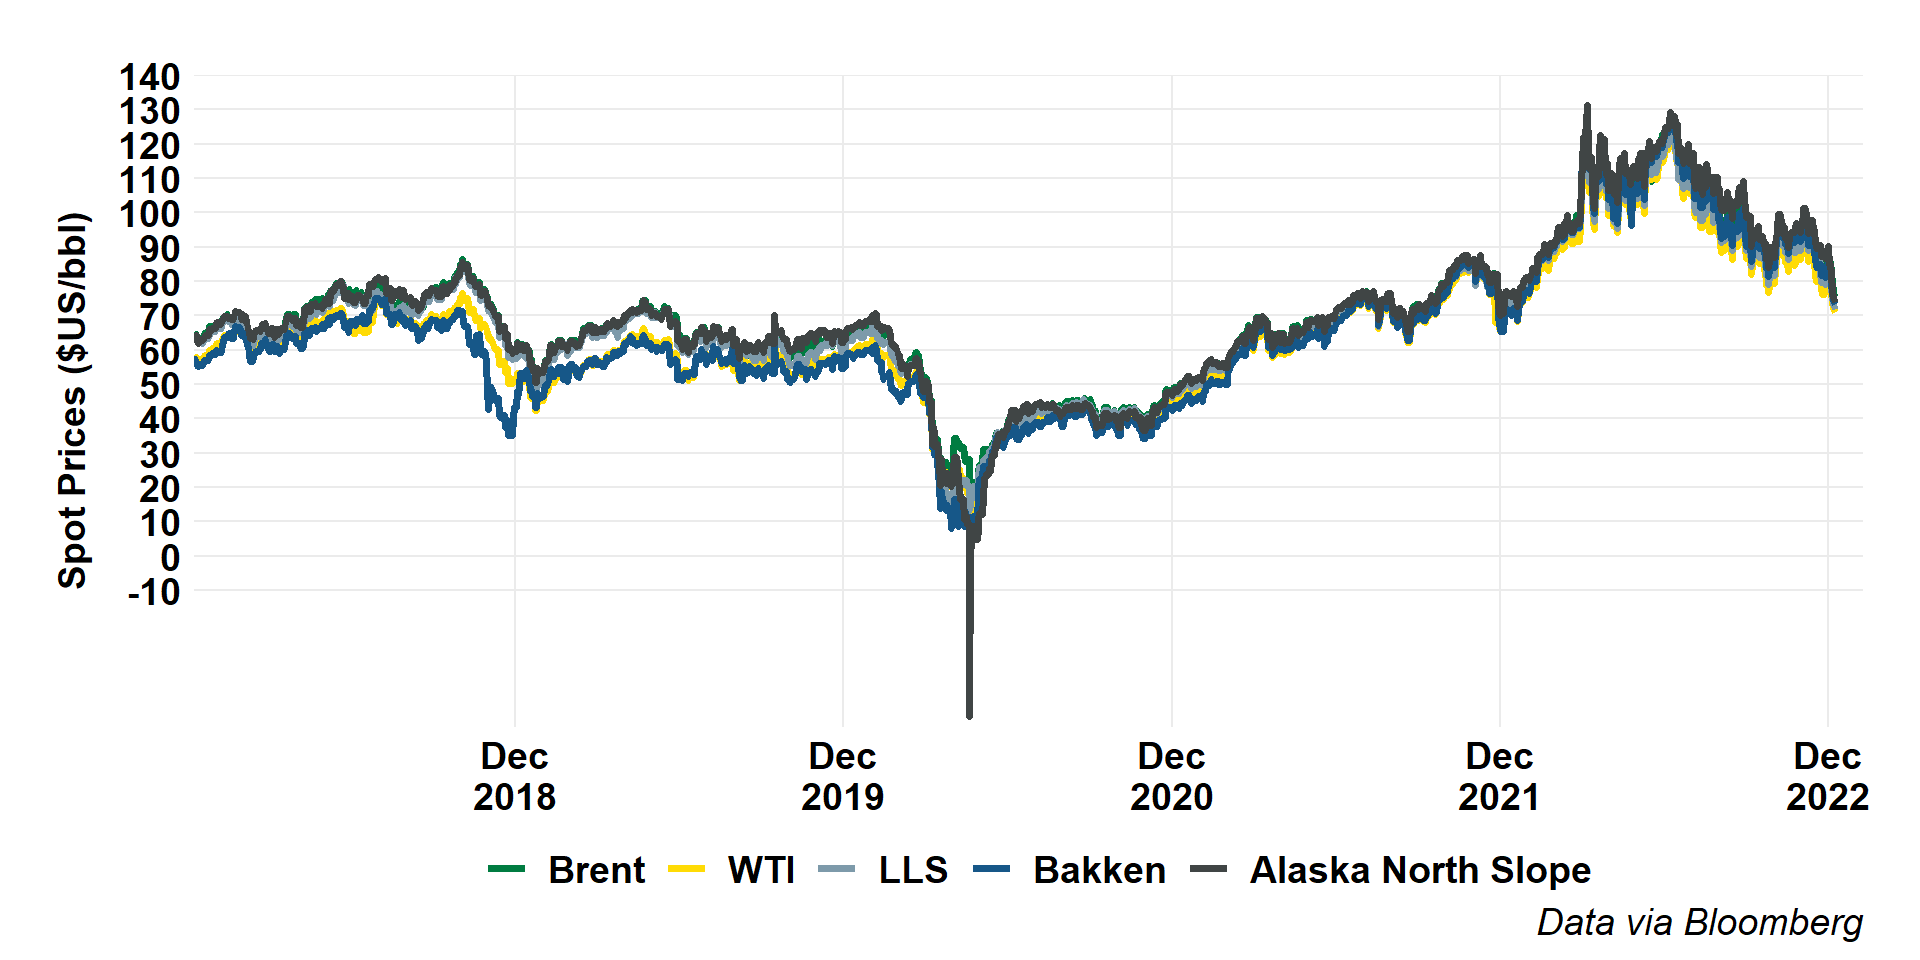 140
130
120
110
100
90
80
70
60
50
40
30
20
10
0
-10
Spot Prices ($US/bbl)
Dec
2018
Dec
2019
Dec
2020
Dec
2021
Dec
2022
Brent WTI LLS Bakken Alaska North Slope
Data via Bloomberg